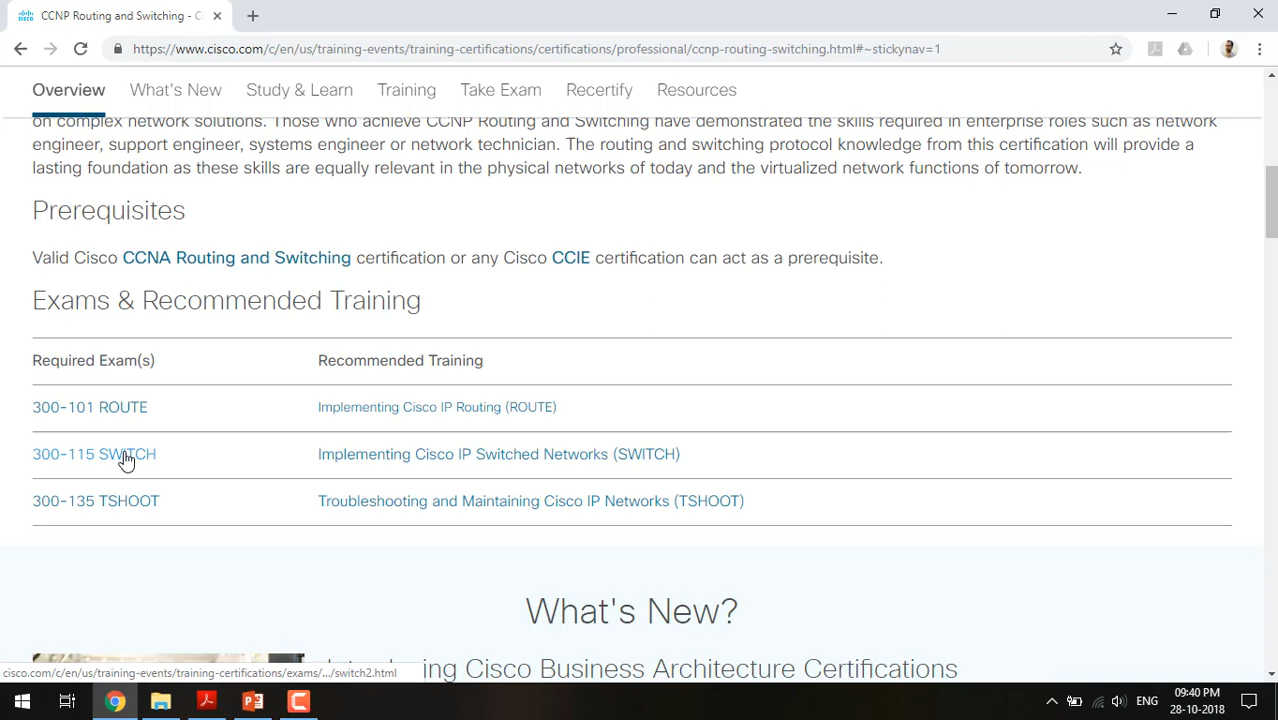 CCNP Routing and Switching - C
https://www.cisco.com/c/en/us/training-events/training-certifications/certifications/professional/ccnp-routing-switching.html#~stickynav=1
Overview What's New Study & Learn Training Take Exam Recertify Resources
on complex network solutions. Those who achieve CCNP Routing and Switching have demonstrated the skills required in enterprise roles such as network
engineer, support engineer, systems engineer or network technician. The routing and switching protocol knowledge from this certification will provide a
lasting foundation as these skills are equally relevant in the physical networks of today and the virtualized network functions of tomorrow.
Prerequisites
Valid Cisco CCNA Routing and Switching certification or any Cisco CCIE certification can act as a prerequisite.
Exams & Recommended Training
Required Exam(s) Recommended Training
300-101 ROUTE Implementing Cisco IP Routing (ROUTE)
300-115 SWITCH Implementing Cisco IP Switched Networks (SWITCH)
300-135 TSHOOT Troubleshooting and Maintaining Cisco IP Networks (TSHOOT)
What's New?
ing Cisco Business Architecture Certifications
cisco.com/c/en/us/training-events/training-certifications/exams/.../switch2.html
ENG
09:40 PM
28-10-2018